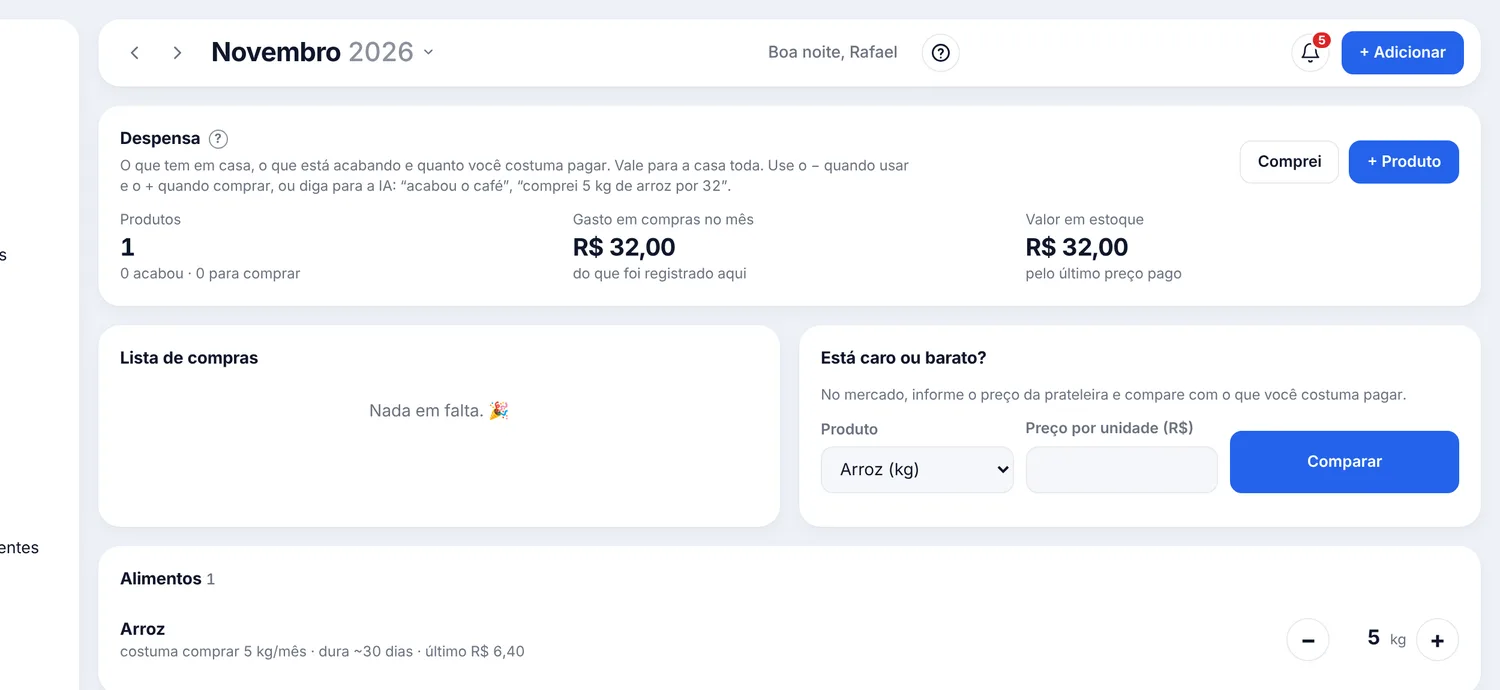 Novembro 2026
Boa noite, Rafael
?
5
+ Adicionar
Despensa ?
O que tem em casa, o que está acabando e quanto você costuma pagar. Vale para a casa toda. Use o − quando usar
e o + quando comprar, ou diga para a IA: “acabou o café”, “comprei 5 kg de arroz por 32”.
Comprei
+ Produto
Produtos
1
0 acabou · 0 para comprar
Gasto em compras no mês
R$ 32,00
do que foi registrado aqui
Valor em estoque
R$ 32,00
pelo último preço pago
s
Lista de compras
Nada em falta. 🎉
Está caro ou barato?
No mercado, informe o preço da prateleira e compare com o que você costuma pagar.
Produto
Arroz (kg)
Preço por unidade (R$)
Comparar
entes
Alimentos 1
Arroz
costuma comprar 5 kg/mês · dura ~30 dias · último R$ 6,40
− 5 kg +